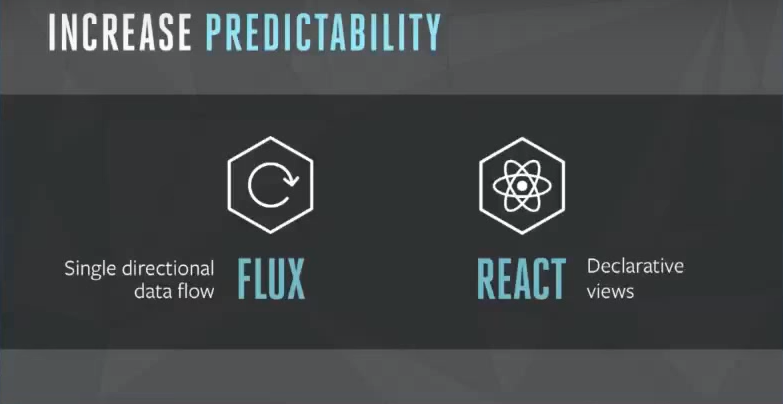 INCREASE PREDICTABILITY
Single directional
data flow
FLUX
REACT
Declarative
views